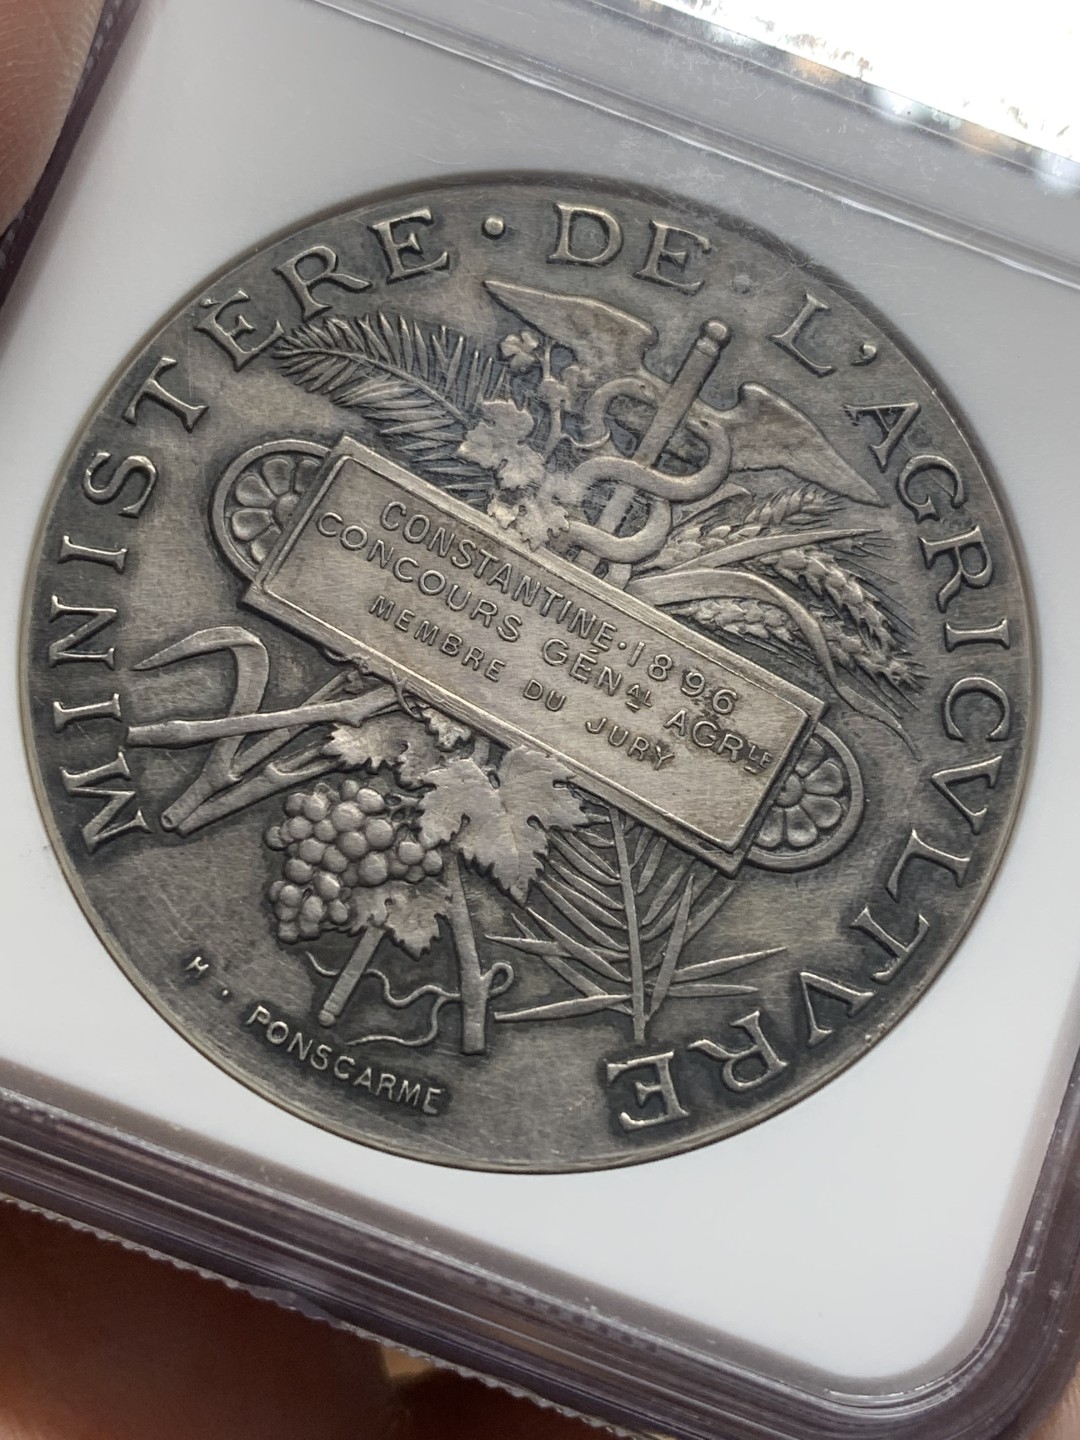 MINISTÈRE · DE · L'AGRICVLTVRE
CONSTANTINE · 1896
CONCOURS GÉNAL AGRLE
MEMBRE DU JURY
H. PONSCARME